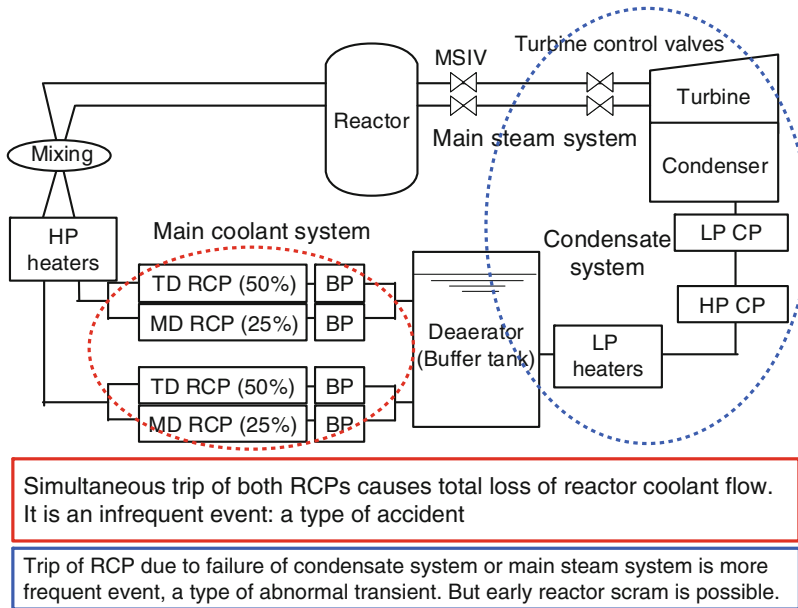 MSIV
Turbine control valves
Turbine
Reactor
Main steam system
Mixing
Condenser
HP
heaters
Main coolant system
Condensate
system
LP CP
TD RCP (50%)
BP
MD RCP (25%)
BP
Deaerator
(Buffer tank)
HP CP
LP
heaters
TD RCP (50%)
BP
MD RCP (25%)
BP
Simultaneous trip of both RCPs causes total loss of reactor coolant flow.
It is an infrequent event: a type of accident
Trip of RCP due to failure of condensate system or main steam system is more
frequent event, a type of abnormal transient. But early reactor scram is possible.